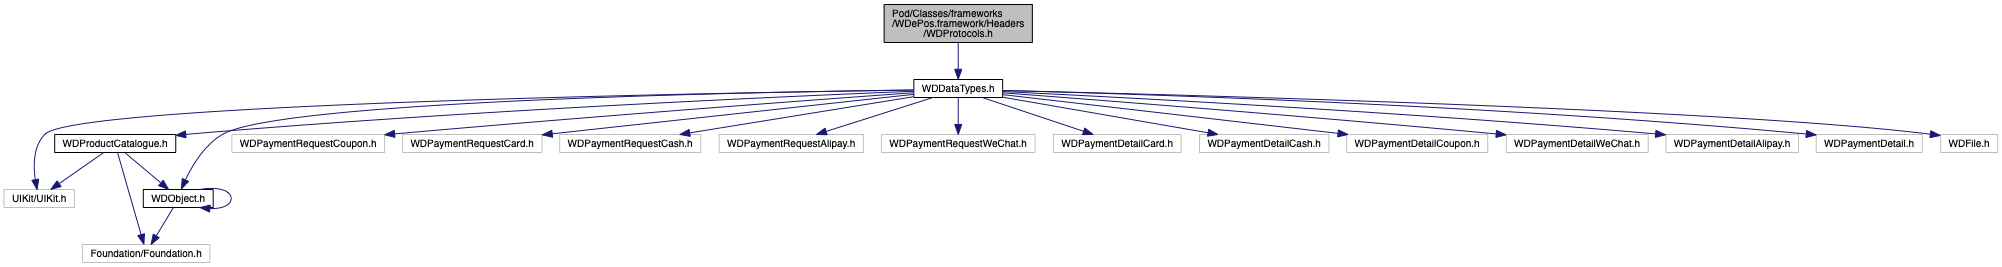 Pod/Classes/frameworks
/WDePos.framework/Headers
/WDProtocols.h
WDDataTypes.h
WDProductCatalogue.h
WDPaymentRequestCoupon.h
WDPaymentRequestCard.h
WDPaymentRequestCash.h
WDPaymentRequestAlipay.h
WDPaymentRequestWeChat.h
WDPaymentDetailCard.h
WDPaymentDetailCash.h
WDPaymentDetailCoupon.h
WDPaymentDetailWeChat.h
WDPaymentDetailAlipay.h
WDPaymentDetail.h
WDFile.h
UIKit/UIKit.h
WDObject.h
Foundation/Foundation.h